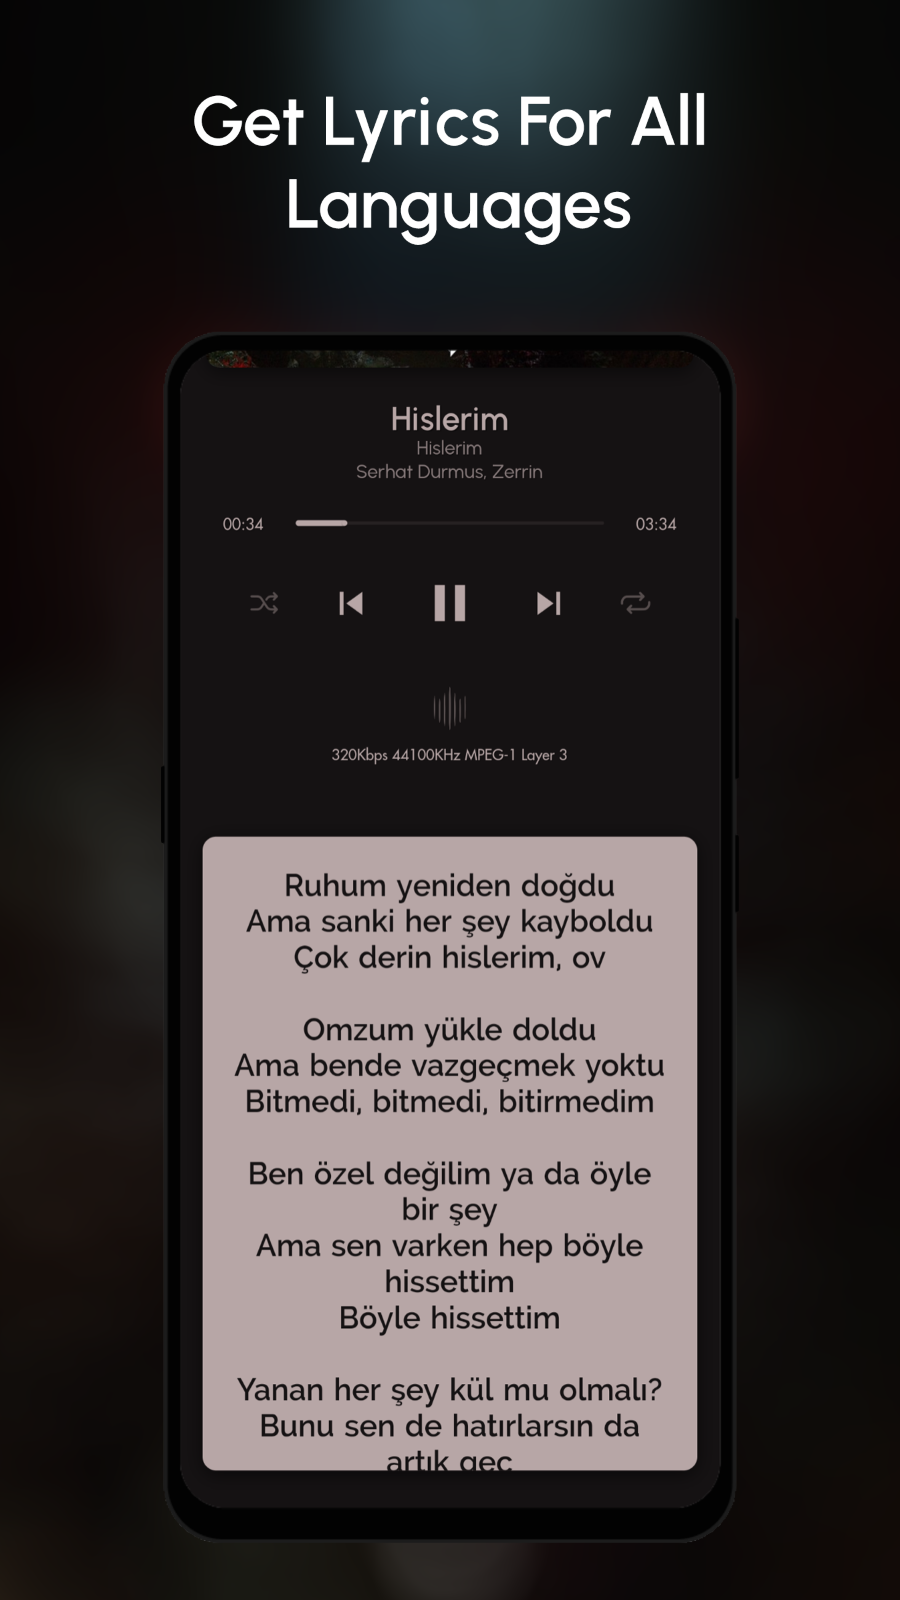 Get Lyrics For All
Languages
Hislerim
Hislerim
Serhat Durmus, Zerrin
00:34
03:34
320Kbps 44100KHz MPEG-1 Layer 3
Ruhum yeniden doğdu
Ama sanki her şey kayboldu
Çok derin hislerim, ov
Omzum yükle doldu
Ama bende vazgeçmek yoktu
Bitmedi, bitmedi, bitirmedim
Ben özel değilim ya da öyle
bir şey
Ama sen varken hep böyle
hissettim
Böyle hissettim
Yanan her şey kül mu olmalı?
Bunu sen de hatırlarsın da
artık geç